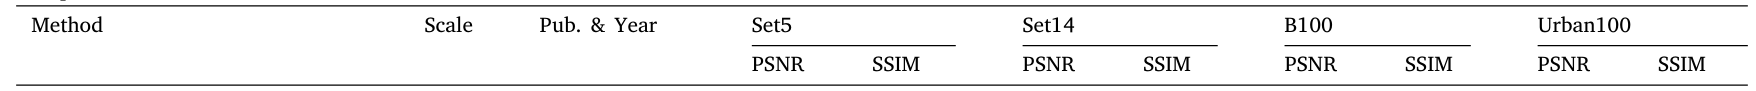 Method Scale Pub. & Year Set5 Set14 B100 Urban100
PSNR SSIM PSNR SSIM PSNR SSIM PSNR SSIM